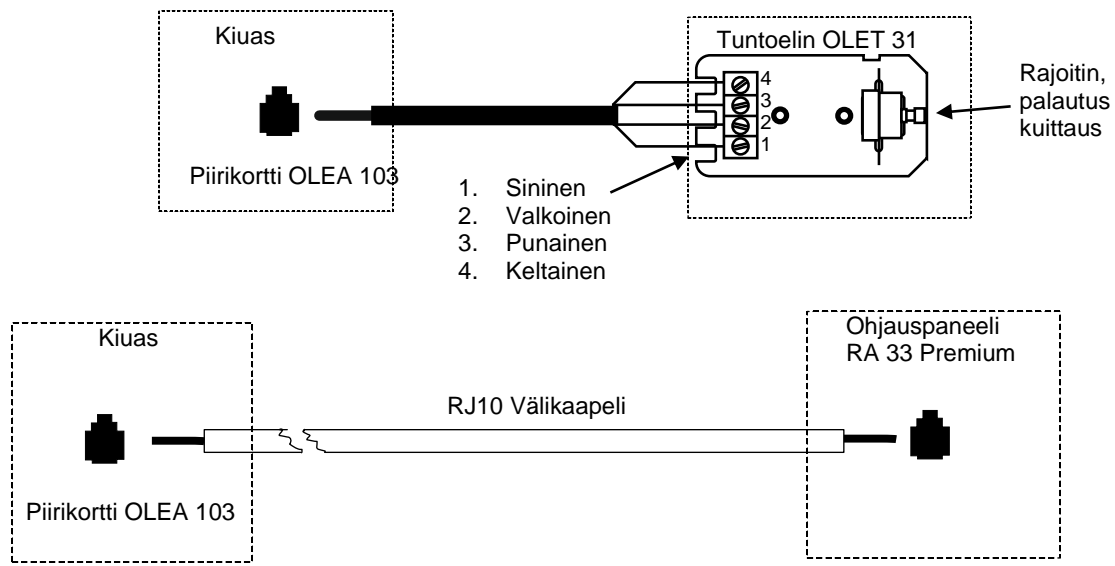 Kiuas
Piirikortti OLEA 103
Tuntoelin OLET 31
4
3
2
1
Rajoitin,
palautus
kuittaus
1. Sininen
2. Valkoinen
3. Punainen
4. Keltainen
Kiuas
Piirikortti OLEA 103
RJ10 Välikaapeli
Ohjauspaneeli
RA 33 Premium